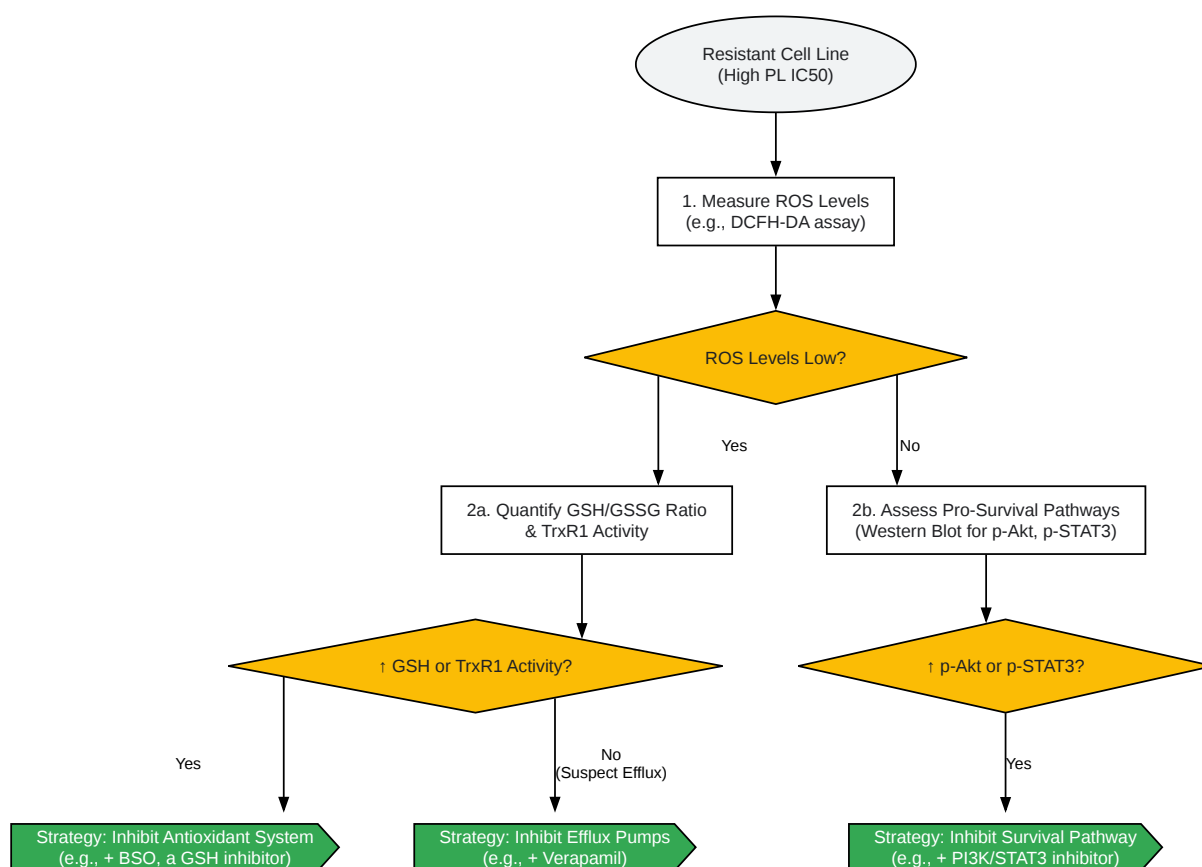 Resistant Cell Line
(High PL IC50)
1. Measure ROS Levels
(e.g., DCFH-DA assay)
ROS Levels Low?
Yes
No
2a. Quantify GSH/GSSG Ratio
& TrxR1 Activity
2b. Assess Pro-Survival Pathways
(Western Blot for p-Akt, p-STAT3)
↑ GSH or TrxR1 Activity?
↑ p-Akt or p-STAT3?
Yes
No
(Suspect Efflux)
Yes
Strategy: Inhibit Antioxidant System
(e.g., + BSO, a GSH inhibitor)
Strategy: Inhibit Efflux Pumps
(e.g., + Verapamil)
Strategy: Inhibit Survival Pathway
(e.g., + PI3K/STAT3 inhibitor)